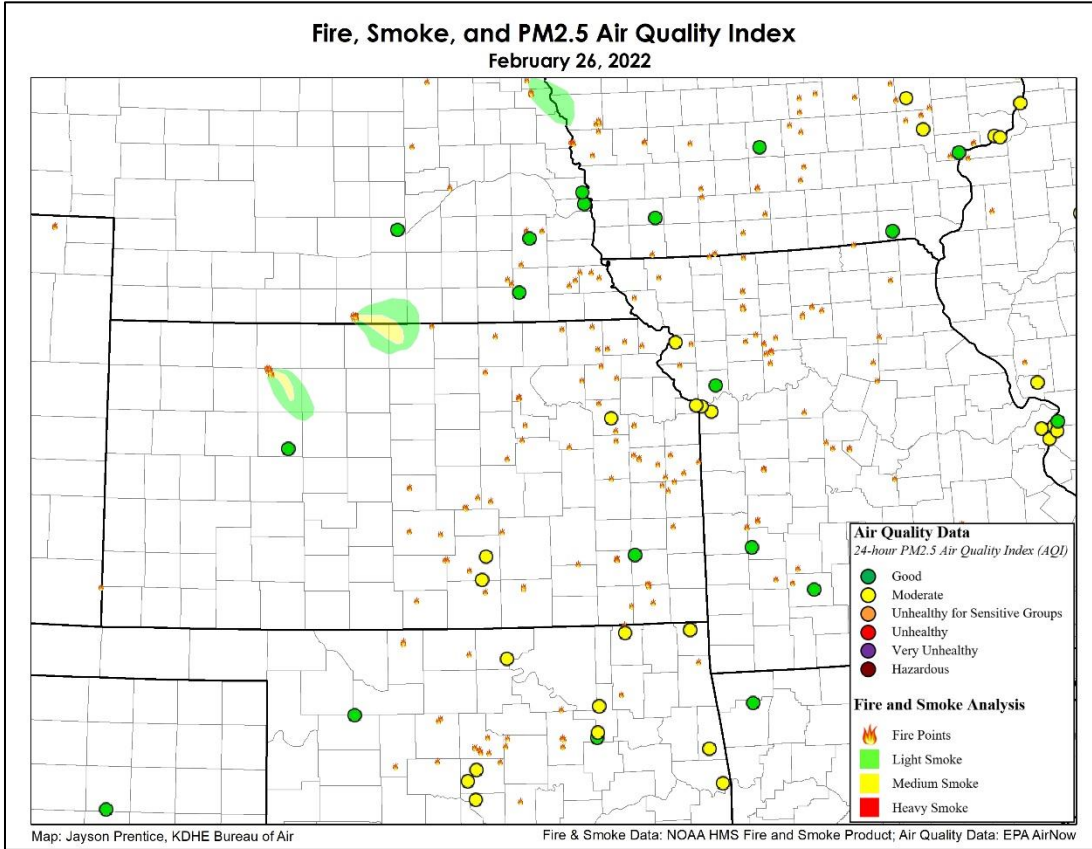 Fire, Smoke, and PM2.5 Air Quality Index
February 26, 2022
Air Quality Data
24-hour PM2.5 Air Quality Index (AQI)
Good
Moderate
Unhealthy for Sensitive Groups
Unhealthy
Very Unhealthy
Hazardous
Fire and Smoke Analysis
Fire Points
Light Smoke
Medium Smoke
Heavy Smoke
Map: Jayson Prentice, KDHE Bureau of Air
Fire & Smoke Data: NOAA HMS Fire and Smoke Product; Air Quality Data: EPA AirNow